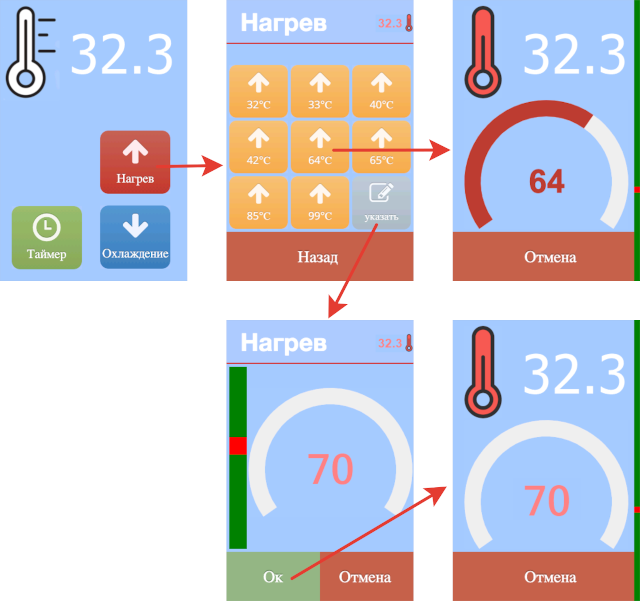 32.3
Нагрев
Таймер
Охлаждение
Нагрев 32.3
32°C 33°C 40°C
42°C 64°C 65°C
85°C 99°C указать
Назад
32.3
64
Отмена
Нагрев 32.3
70
Ок Отмена
32.3
70
Отмена